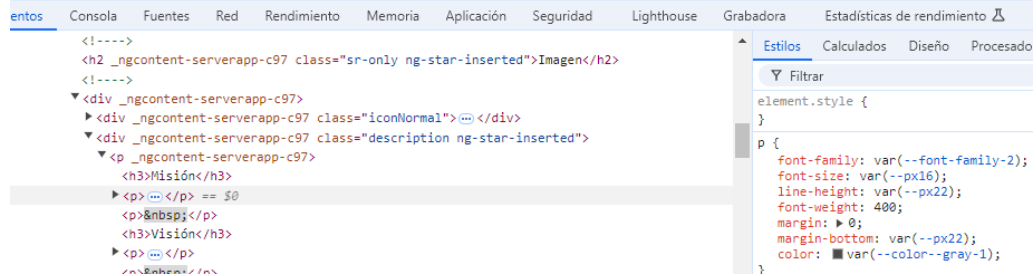 entos Consola Fuentes Red Rendimiento Memoria Aplicación Seguridad Lighthouse Grabadora Estadísticas de rendimiento
<!---->
<h2 _ngcontent-serverapp-c97 class="sr-only ng-star-inserted">Imagen</h2>
<!---->
▼<div _ngcontent-serverapp-c97>
▶<div _ngcontent-serverapp-c97 class="iconNormal">…</div>
▼<div _ngcontent-serverapp-c97 class="description ng-star-inserted">
▼<p _ngcontent-serverapp-c97>
<h3>Misión</h3>
▶<p>…</p> == $0
<p>&nbsp;</p>
<h3>Visión</h3>
▶<p>…</p>
<p>&nbsp;</p>
Estilos Calculados Diseño Procesado
Filtrar
element.style {
}
p {
font-family: var(--font-family-2);
font-size: var(--px16);
line-height: var(--px22);
font-weight: 400;
margin: ▶ 0;
margin-bottom: var(--px22);
color: var(--color--gray-1);
}